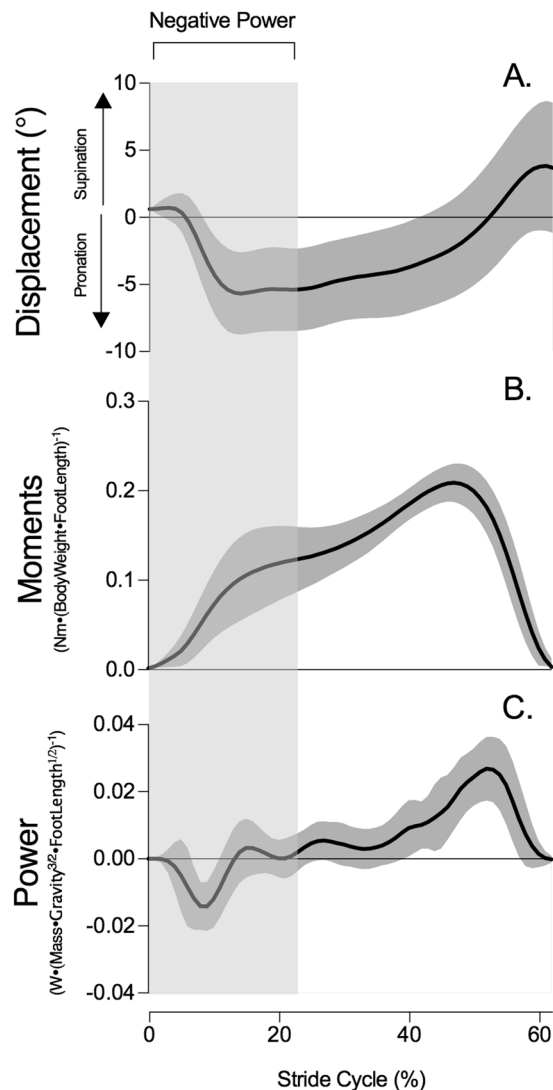 Negative Power
A.
10
5
0
-5
-10
Displacement (°)
Supination
Pronation
B.
0.3
0.2
0.1
0.0
Moments
(Nm•(BodyWeight•FootLength)-1)
C.
0.04
0.02
0.00
-0.02
-0.04
Power
(W•(Mass•Gravity3/2•FootLength1/2)-1)
0 20 40 60
Stride Cycle (%)